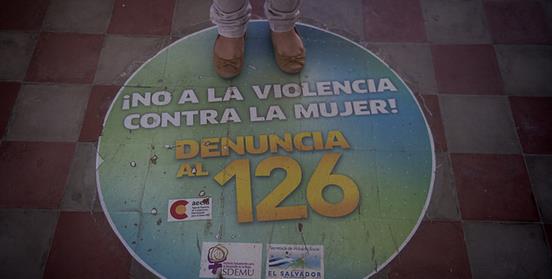 ¡NO A LA VIOLENCIA
CONTRA LA MUJER!
DENUNCIA
AL 126
aecid
ISDEMU
EL SALVADOR